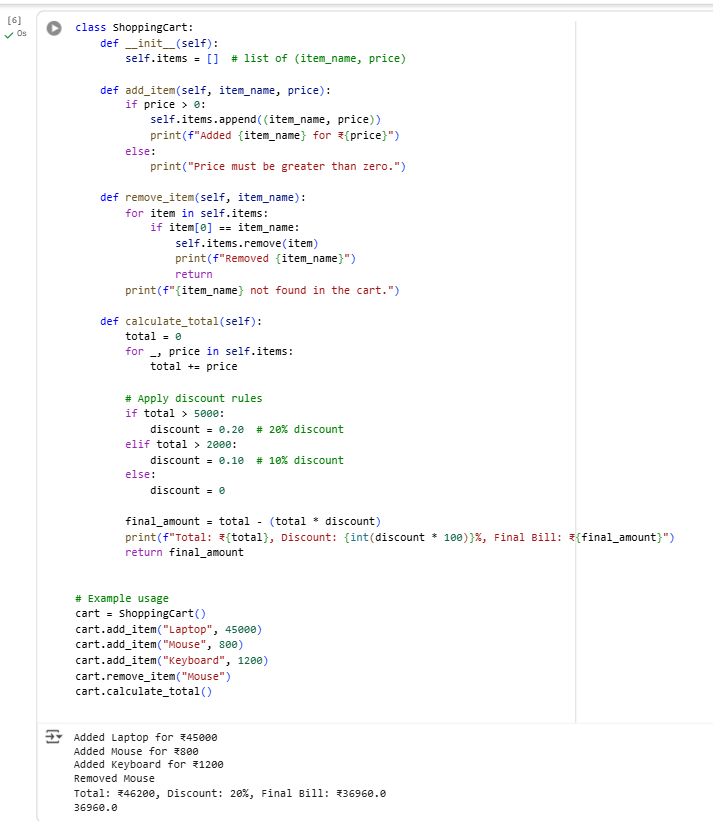 [6]
0s
class ShoppingCart:
    def __init__(self):
        self.items = []  # list of (item_name, price)

    def add_item(self, item_name, price):
        if price > 0:
            self.items.append((item_name, price))
            print(f"Added {item_name} for ₹{price}")
        else:
            print("Price must be greater than zero.")

    def remove_item(self, item_name):
        for item in self.items:
            if item[0] == item_name:
                self.items.remove(item)
                print(f"Removed {item_name}")
                return
        print(f"{item_name} not found in the cart.")

    def calculate_total(self):
        total = 0
        for _, price in self.items:
            total += price

        # Apply discount rules
        if total > 5000:
            discount = 0.20  # 20% discount
        elif total > 2000:
            discount = 0.10  # 10% discount
        else:
            discount = 0

        final_amount = total - (total * discount)
        print(f"Total: ₹{total}, Discount: {int(discount * 100)}%, Final Bill: ₹{final_amount}")
        return final_amount


# Example usage
cart = ShoppingCart()
cart.add_item("Laptop", 45000)
cart.add_item("Mouse", 800)
cart.add_item("Keyboard", 1200)
cart.remove_item("Mouse")
cart.calculate_total()

Added Laptop for ₹45000
Added Mouse for ₹800
Added Keyboard for ₹1200
Removed Mouse
Total: ₹46200, Discount: 20%, Final Bill: ₹36960.0
36960.0